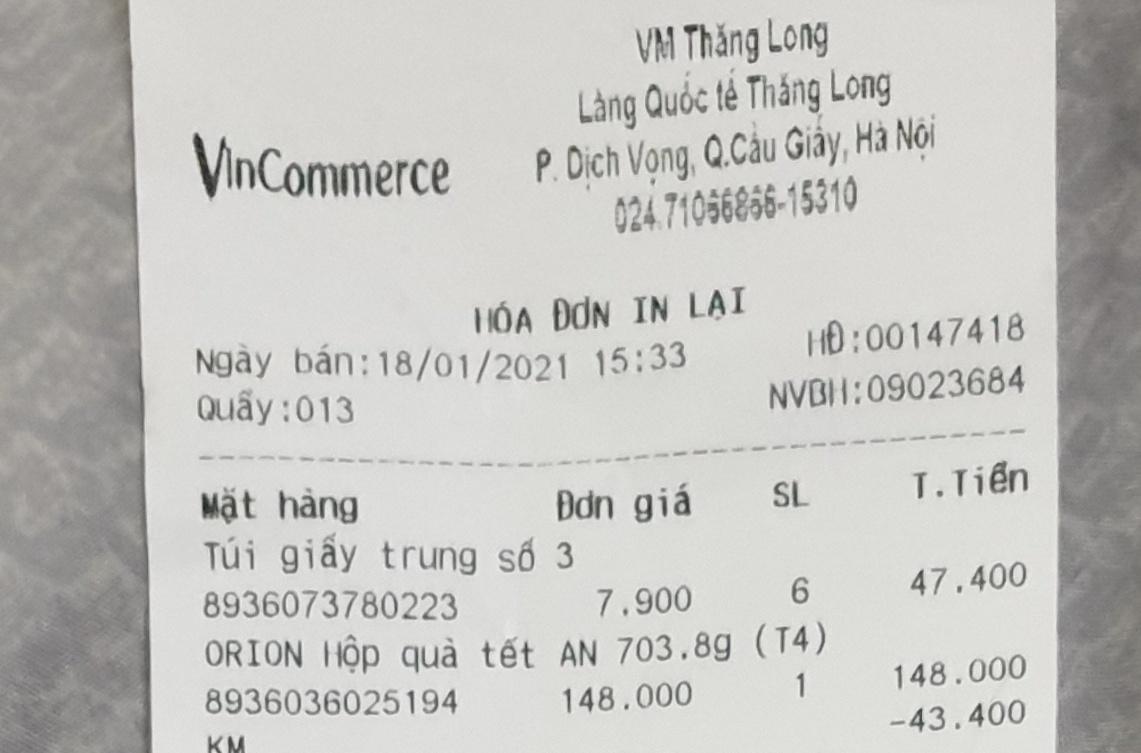 VM Thăng Long
Làng Quốc tế Thăng Long
P. Dịch Vọng, Q.Cầu Giấy, Hà Nội
024.71066866-15310
VinCommerce
HÓA ĐƠN IN LẠI
Ngày bán:18/01/2021 15:33 HĐ:00147418
Quầy:013 NVBH:09023684
Mặt hàng Đơn giá SL T.Tiền
Túi giấy trung số 3
8936073780223 7.900 6 47.400
ORION Hộp quà tết AN 703.8g (T4)
8936036025194 148.000 1 148.000
KM -43.400